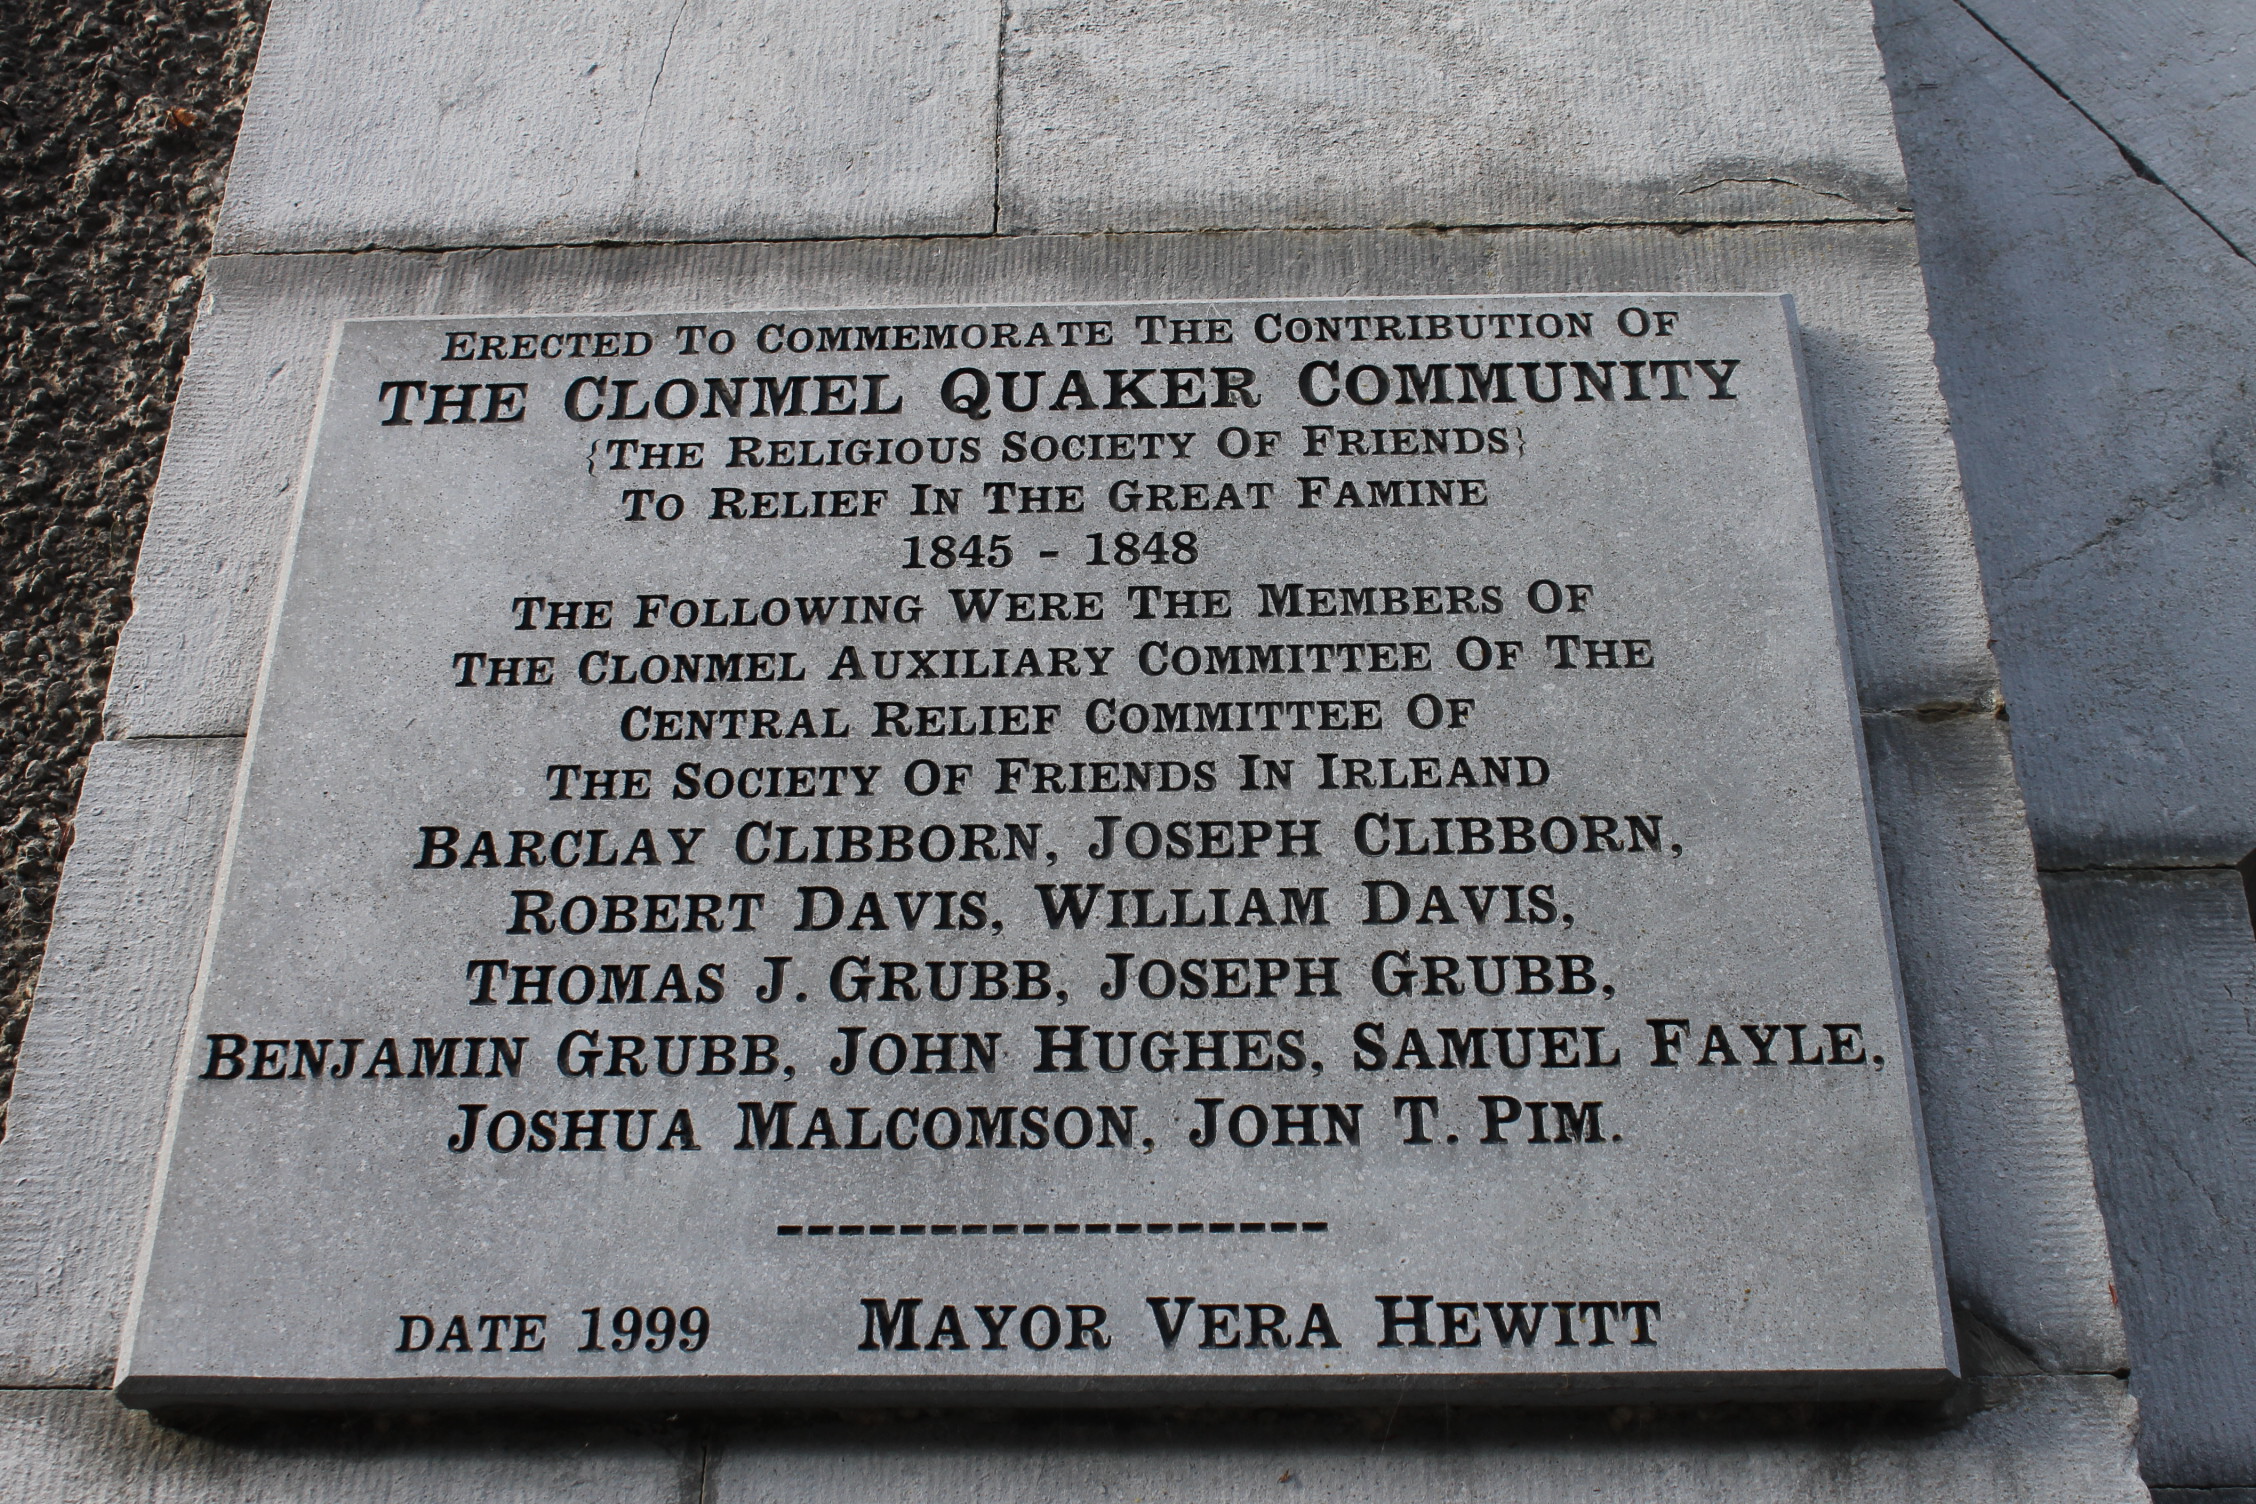 Erected To Commemorate The Contribution Of
The Clonmel Quaker Community
{The Religious Society Of Friends}
To Relief In The Great Famine
1845 - 1848
The Following Were The Members Of
The Clonmel Auxiliary Committee Of The
Central Relief Committee Of
The Society Of Friends In Irleand
Barclay Clibborn, Joseph Clibborn,
Robert Davis, William Davis,
Thomas J. Grubb, Joseph Grubb,
Benjamin Grubb, John Hughes, Samuel Fayle,
Joshua Malcomson, John T. Pim.
------------------
Date 1999 Mayor Vera Hewitt